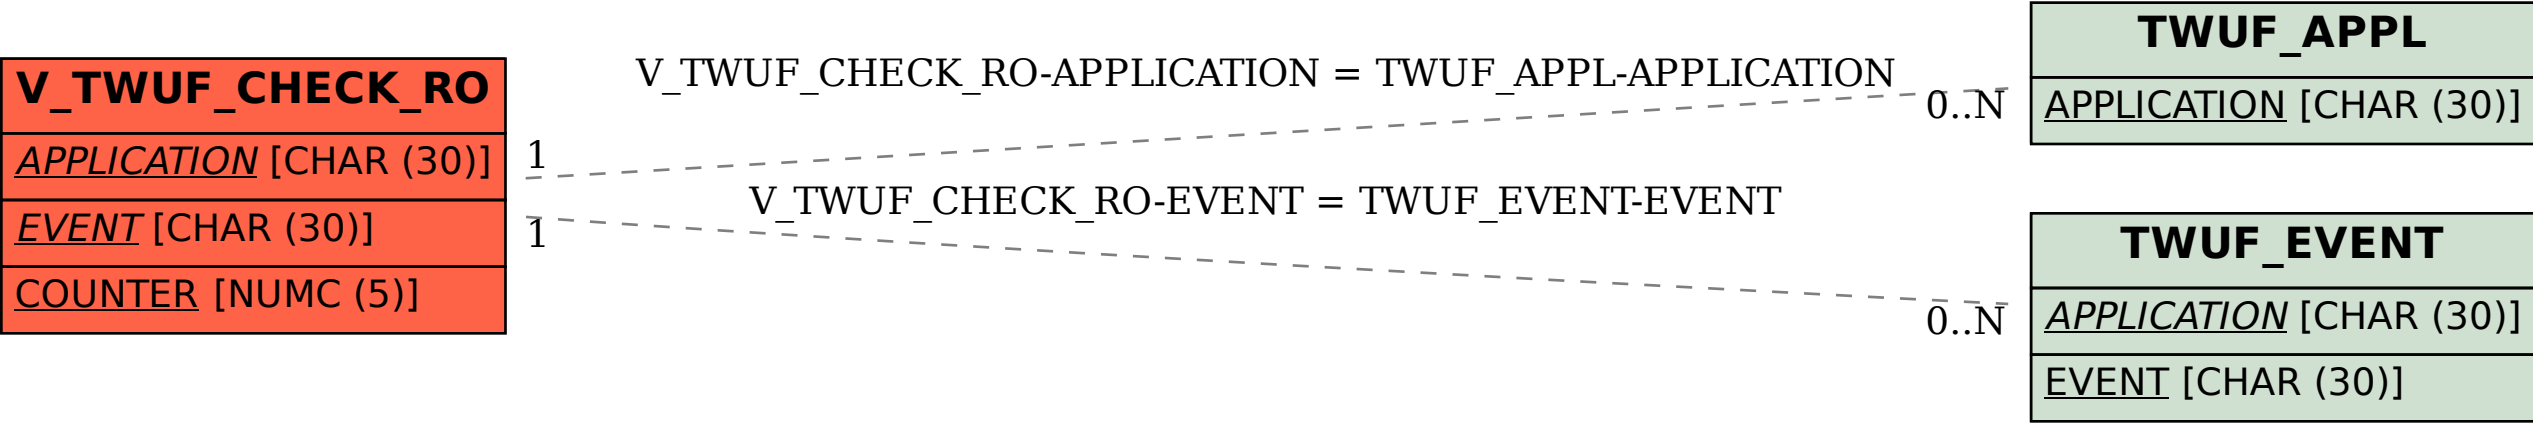 V_TWUF_CHECK_RO
APPLICATION [CHAR (30)]
EVENT [CHAR (30)]
COUNTER [NUMC (5)]
V_TWUF_CHECK_RO-APPLICATION = TWUF_APPL-APPLICATION
1
0..N
V_TWUF_CHECK_RO-EVENT = TWUF_EVENT-EVENT
1
0..N
TWUF_APPL
APPLICATION [CHAR (30)]
TWUF_EVENT
APPLICATION [CHAR (30)]
EVENT [CHAR (30)]